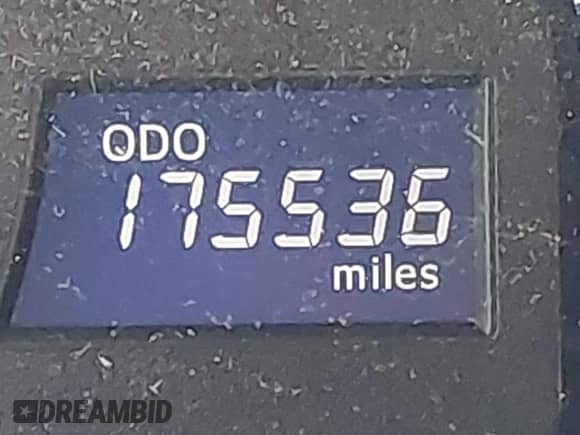 ODO
175536
miles
DREAMBID